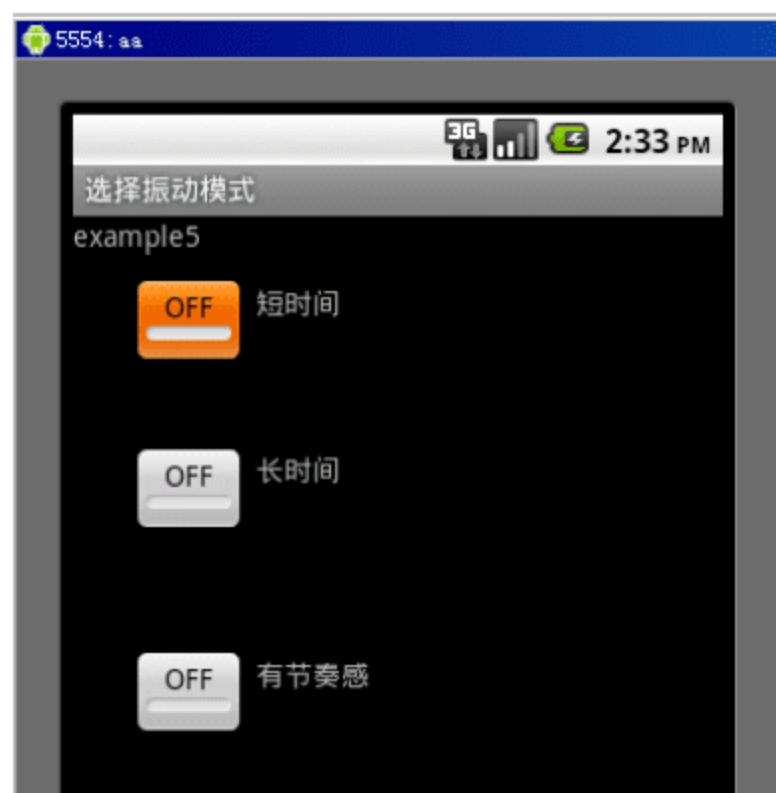 5554:aa
3G 2:33 PM
选择振动模式
example5
OFF 短时间
OFF 长时间
OFF 有节奏感